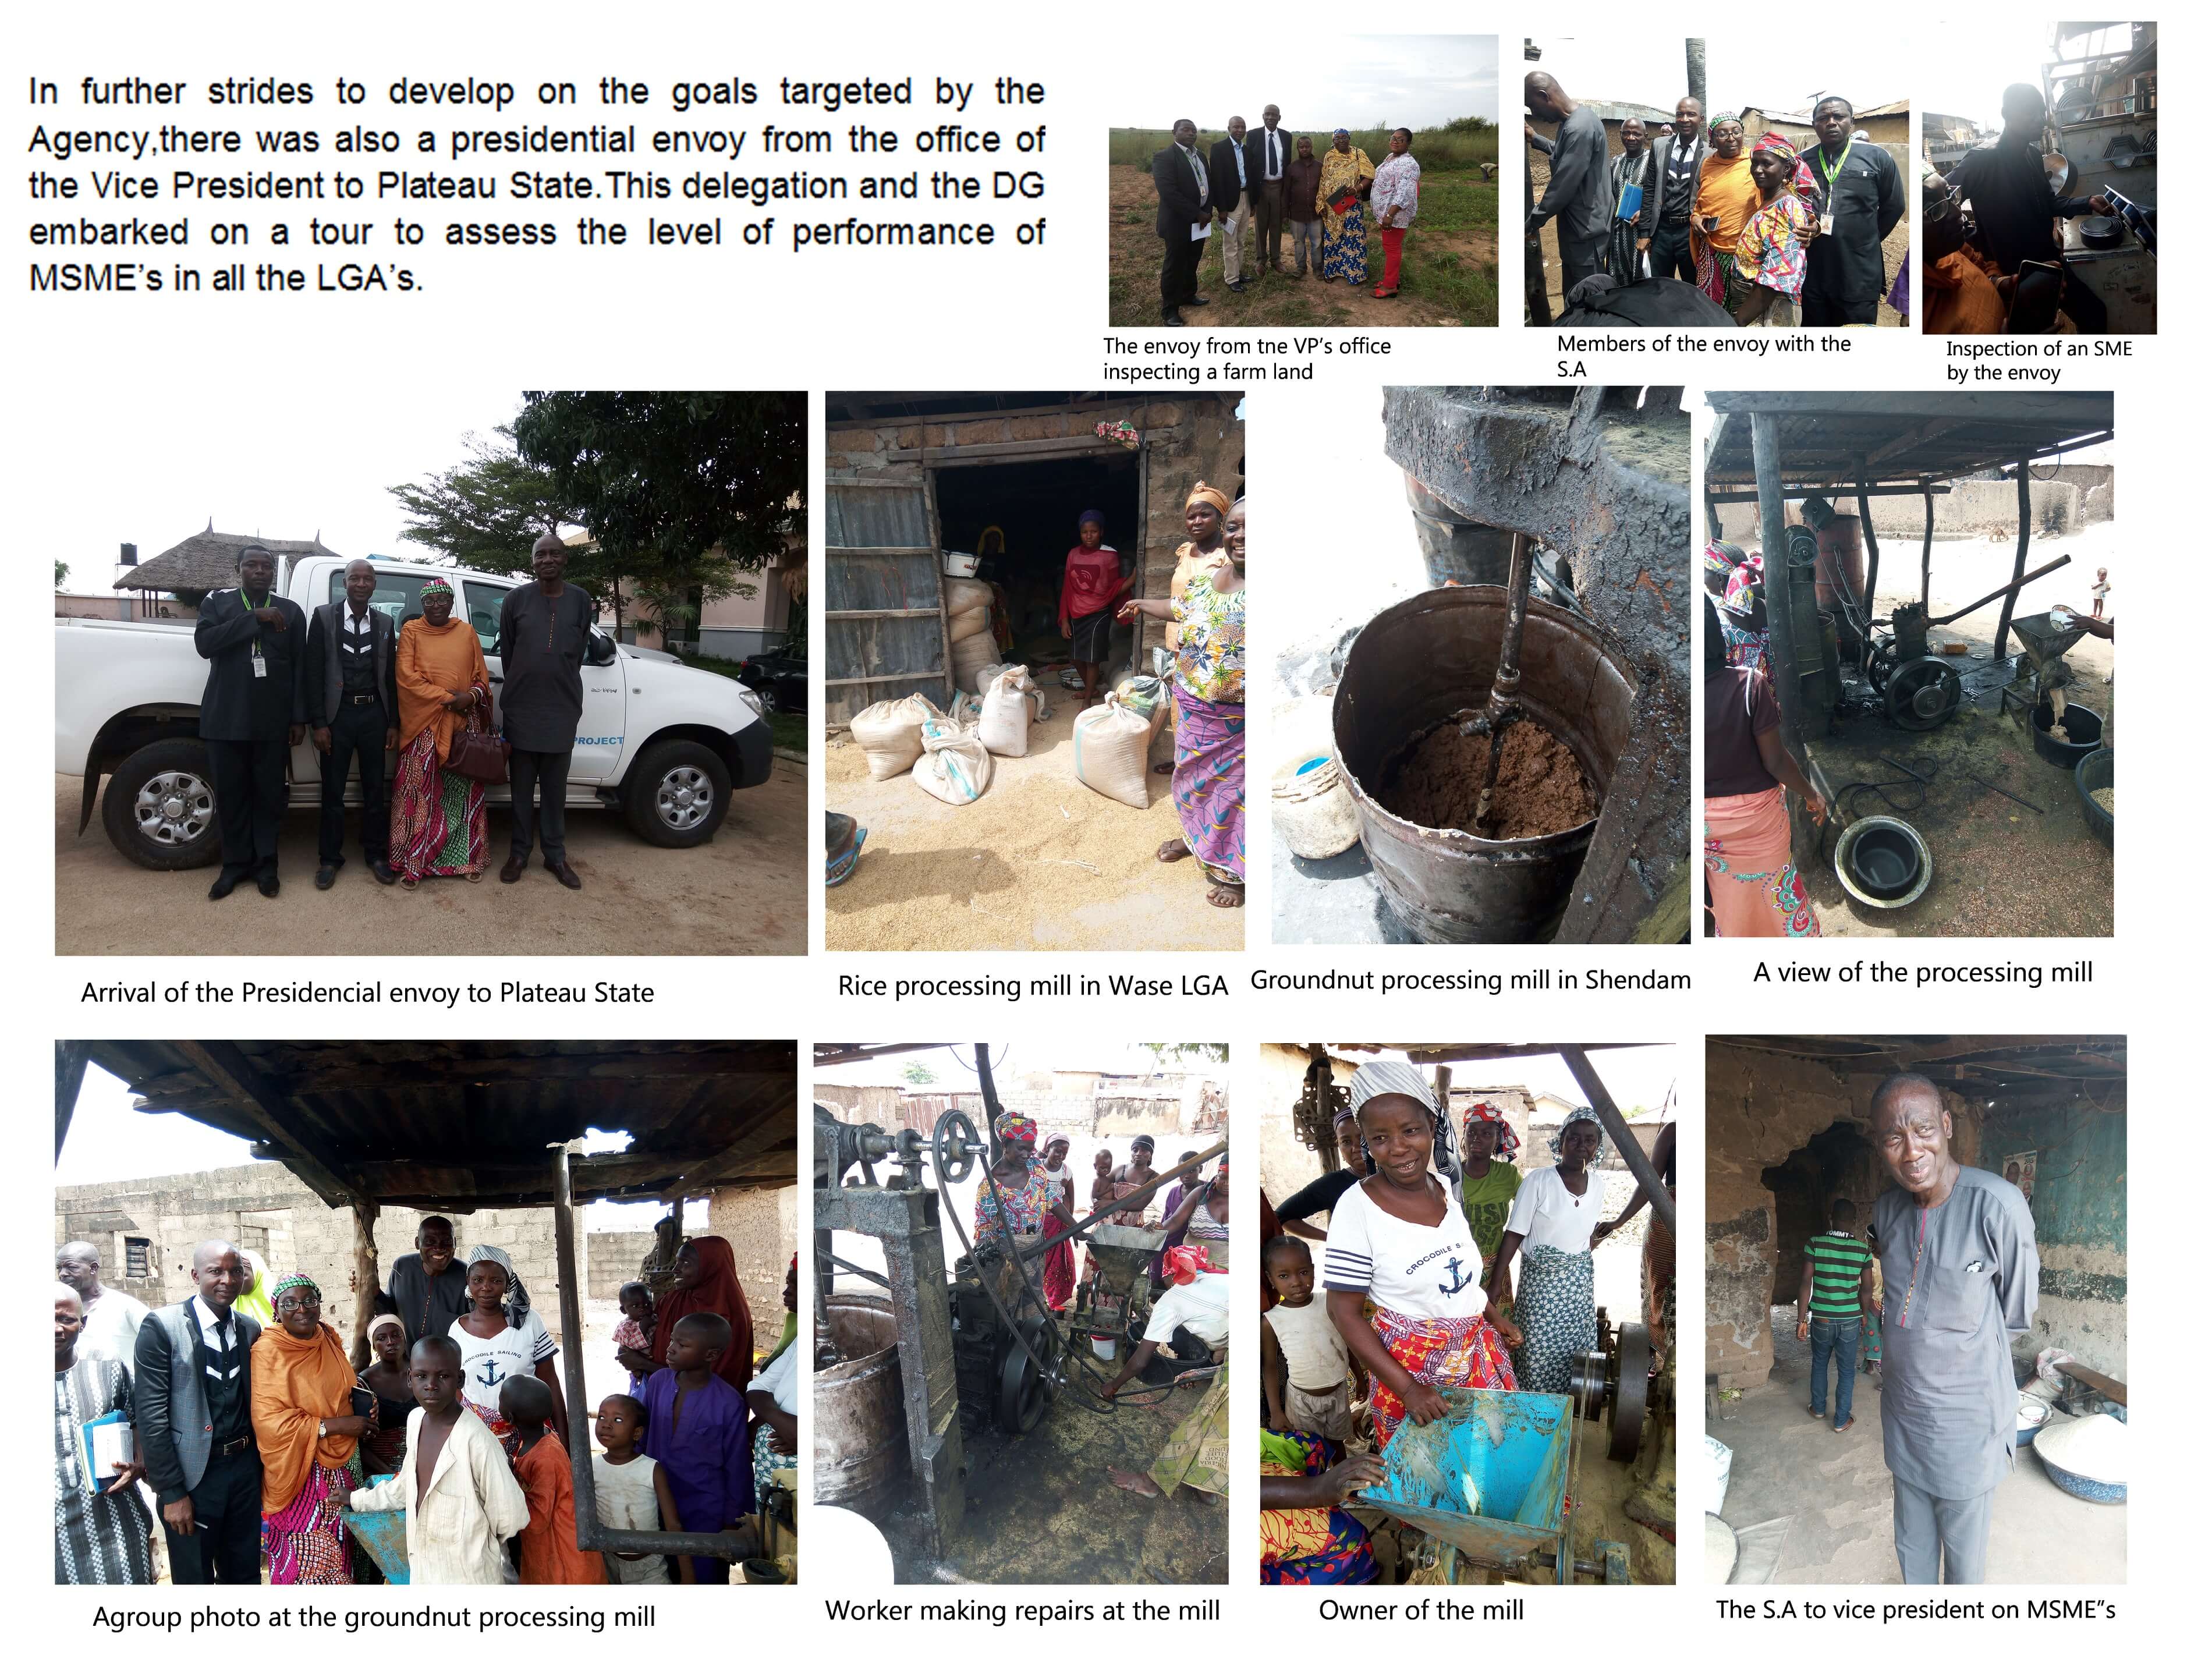 In further strides to develop on the goals targeted by the
Agency,there was also a presidential envoy from the office of
the Vice President to Plateau State.This delegation and the DG
embarked on a tour to assess the level of performance of
MSME’s in all the LGA’s.
The envoy from tne VP’s office
inspecting a farm land
Members of the envoy with the
S.A
Inspection of an SME
by the envoy
PROJECT
Arrival of the Presidencial envoy to Plateau State
Rice processing mill in Wase LGA
Groundnut processing mill in Shendam
A view of the processing mill
CROCODILE SAILING
CROCODILE S
TOMMY
Agroup photo at the groundnut processing mill
Worker making repairs at the mill
Owner of the mill
The S.A to vice president on MSME”s